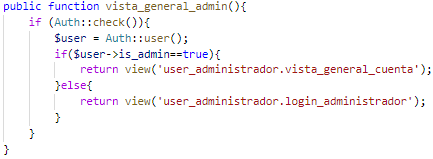 public function vista_general_admin(){
if (Auth::check()){
$user = Auth::user();
if($user->is_admin==true){
return view('user_administrador.vista_general_cuenta');
}else{
return view('user_administrador.login_administrador');
}
}
}